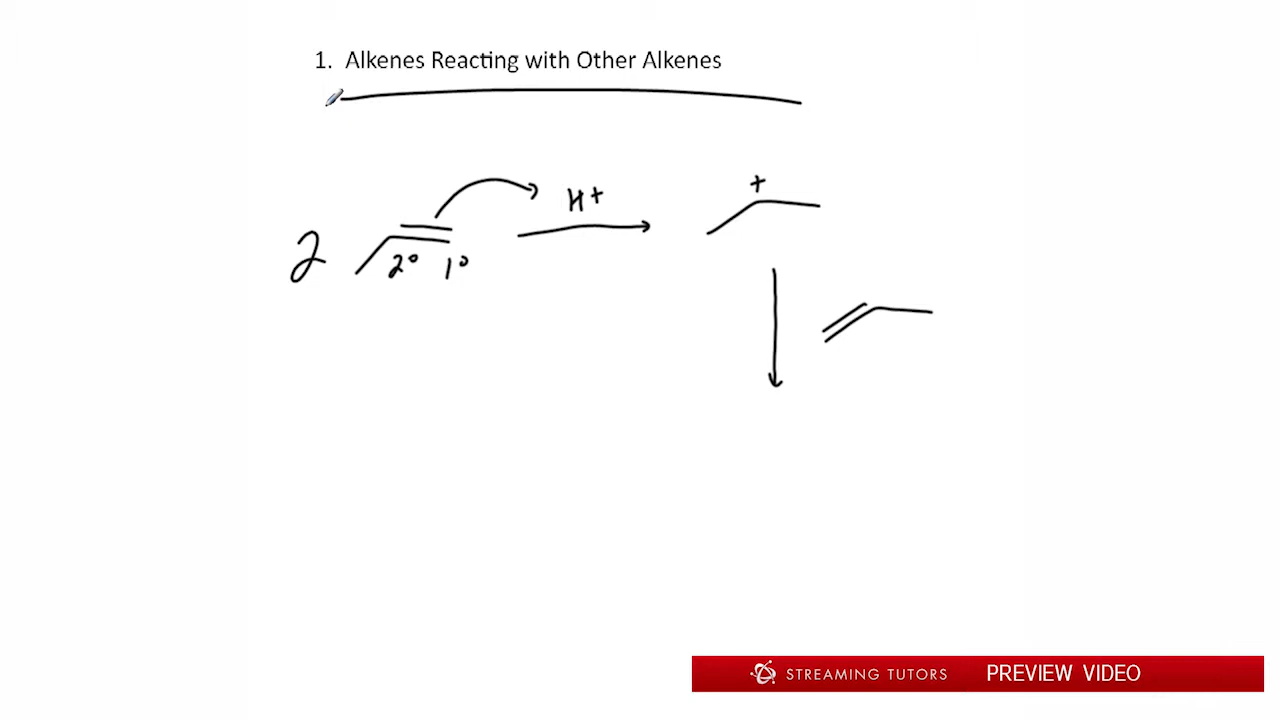 1. Alkenes Reacting with Other Alkenes
+
H+
2
2° 1°
STREAMING TUTORS PREVIEW VIDEO